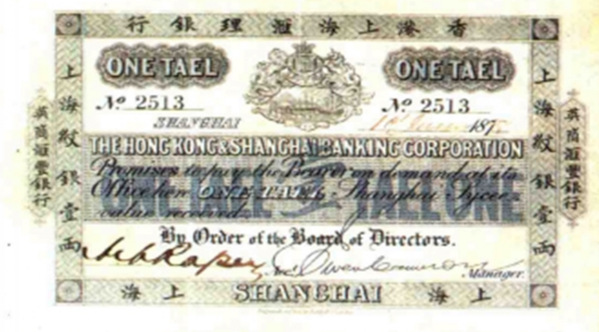 香港上海滙理銀行
ONE TAEL
ONE TAEL
No 2513
No 2513
SHANGHAI
187
THE HONG KONG & SHANGHAI BANKING CORPORATION
Promises to pay the Bearer on demand at its
Office here ONE TAEL Shanghai Sycee
value received.
ONE TAEL TAEL ONE
By Order of the Board of Directors.
Manager.
上海
SHANGHAI
上海
上海紋銀壹兩
上海紋銀壹兩
英商滙豐銀行
英商滙豐銀行